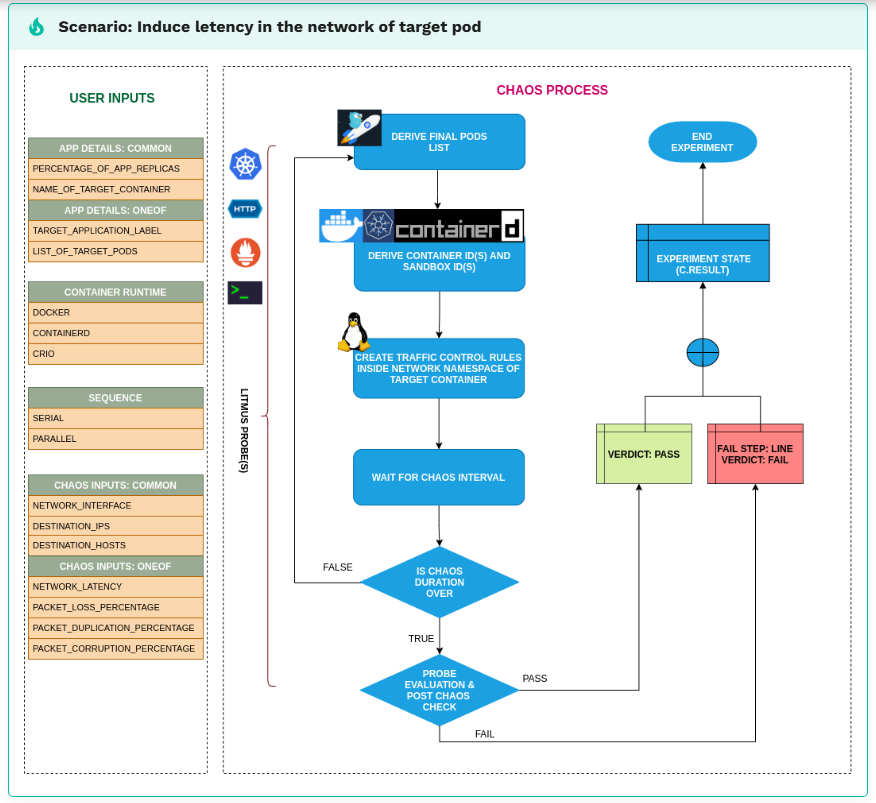 Scenario: Induce letency in the network of target pod
USER INPUTS
APP DETAILS: COMMON
PERCENTAGE_OF_APP_REPLICAS
NAME_OF_TARGET_CONTAINER
APP DETAILS: ONEOF
TARGET_APPLICATION_LABEL
LIST_OF_TARGET_PODS
CONTAINER RUNTIME
DOCKER
CONTAINERD
CRIO
SEQUENCE
SERIAL
PARALLEL
CHAOS INPUTS: COMMON
NETWORK_INTERFACE
DESTINATION_IPS
DESTINATION_HOSTS
CHAOS INPUTS: ONEOF
NETWORK_LATENCY
PACKET_LOSS_PERCENTAGE
PACKET_DUPLICATION_PERCENTAGE
PACKET_CORRUPTION_PERCENTAGE
CHAOS PROCESS
HTTP
>_
LITMUS PROBE(S)
DERIVE FINAL PODS
LIST
containerd
DERIVE CONTAINER ID(S) AND
SANDBOX ID(S)
CREATE TRAFFIC CONTROL RULES
INSIDE NETWORK NAMESPACE OF
TARGET CONTAINER
WAIT FOR CHAOS INTERVAL
IS CHAOS
DURATION
OVER
FALSE
TRUE
PROBE
EVALUATION &
POST CHAOS
CHECK
PASS
FAIL
VERDICT: PASS
FAIL STEP: LINE
VERDICT: FAIL
EXPERIMENT STATE
(C.RESULT)
END
EXPERIMENT